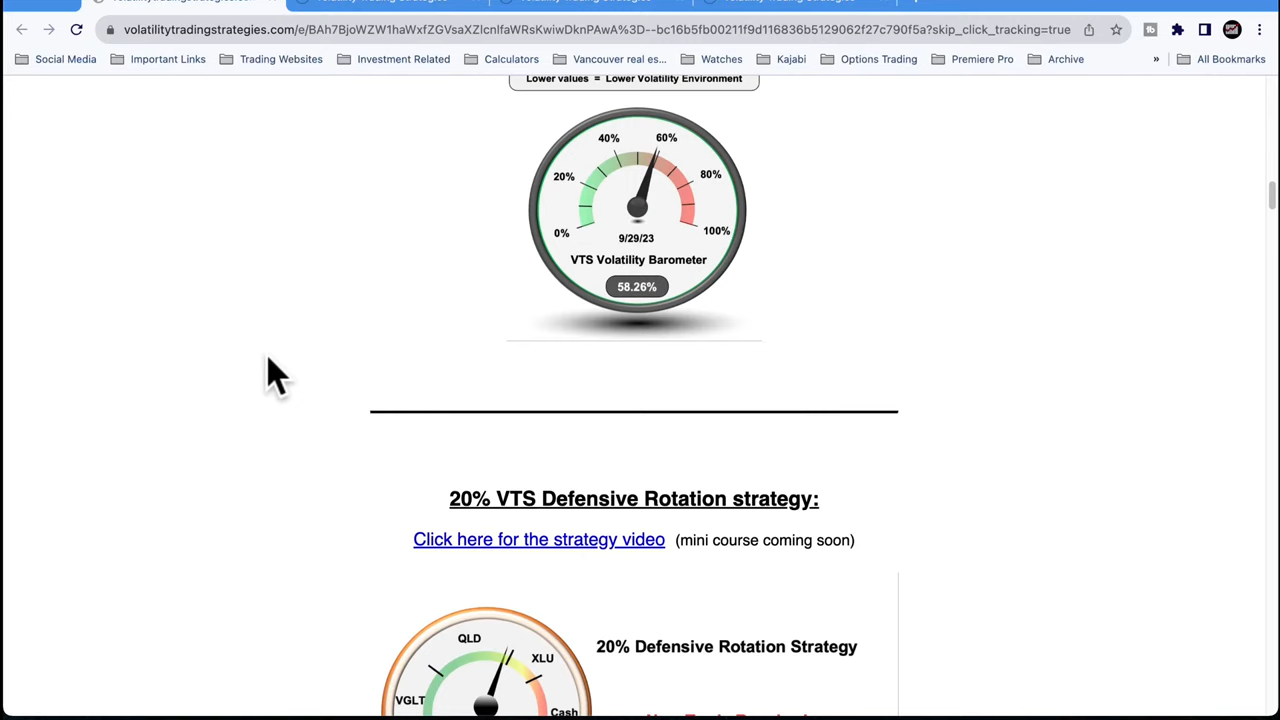 volatilitytradingstrategies.com/e/BAh7BjoWZW1haWxfZGVsaXZlcnlfaWRsKwiwDknPAwA%3D--bc16b5fb00211f9d116836b5129062f27c790f5a?skip_click_tracking=true
Social Media Important Links Trading Websites Investment Related Calculators Vancouver real es... Watches Kajabi Options Trading Premiere Pro Archive » All Bookmarks
Lower values = Lower Volatility Environment
40% 60%
20% 80%
0% 100%
9/29/23
VTS Volatility Barometer
58.26%
20% VTS Defensive Rotation strategy:
Click here for the strategy video (mini course coming soon)
QLD
XLU
20% Defensive Rotation Strategy
VGLT
Cash